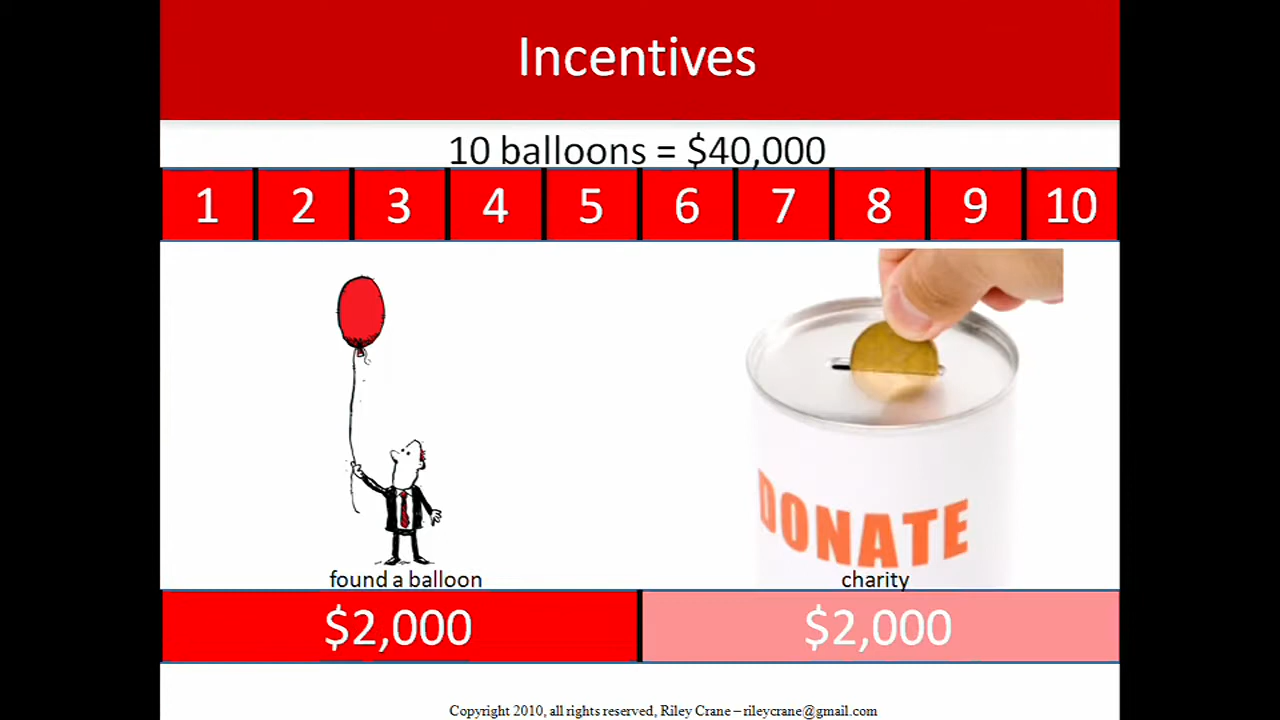 Incentives
10 balloons = $40,000
1 2 3 4 5 6 7 8 9 10
DONATE
found a balloon charity
$2,000 $2,000
Copyright 2010, all rights reserved, Riley Crane – rileycrane@gmail.com